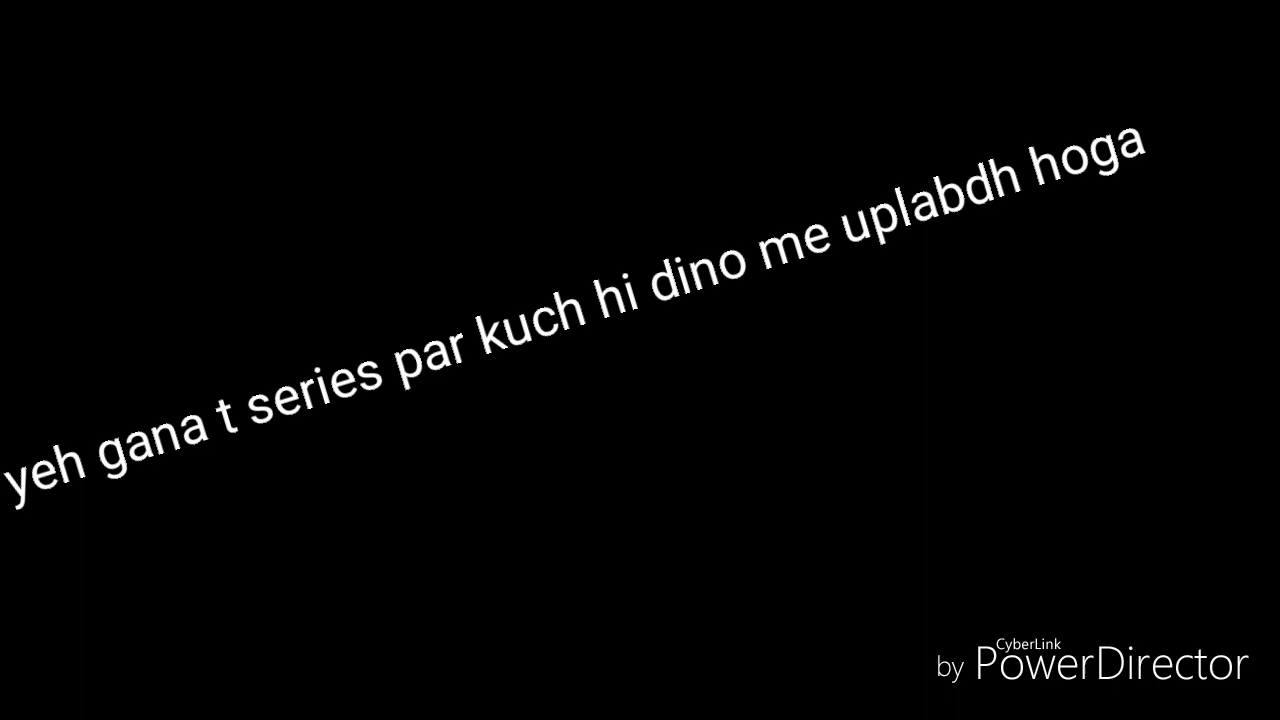 yeh gana t series par kuch hi dino me uplabdh hoga
CyberLink
by PowerDirector